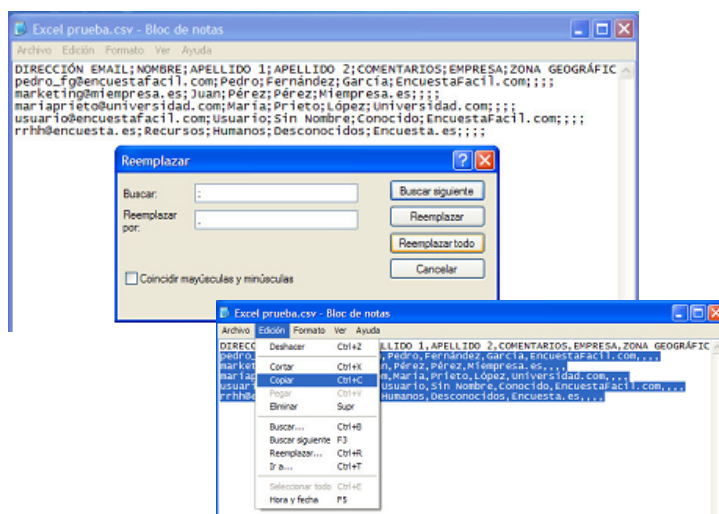 Excel prueba.csv - Bloc de notas
Archivo Edición Formato Ver Ayuda
DIRECCIÓN EMAIL;NOMBRE;APELLIDO 1;APELLIDO 2;COMENTARIOS;EMPRESA;ZONA GEOGRÁFIC
pedro_fg@encuestafacil.com;Pedro;Fernández;García;EncuestaFacil.com;;;;
marketing@miempresa.es;Juan;Pérez;Pérez;Miempresa.es;;;;
mariaprieto@universidad.com;María;Prieto;López;Universidad.com;;;;
usuario@encuestafacil.com;Usuario;Sin Nombre;Conocido;EncuestaFacil.com;;;;
rrhh@encuesta.es;Recursos;Humanos;Desconocidos;Encuesta.es;;;;
Reemplazar
Buscar: ;
Buscar siguiente
Reemplazar por: ,
Reemplazar
Reemplazar todo
Coincidir mayúsculas y minúsculas
Cancelar
Excel prueba.csv - Bloc de notas
Archivo Edición Formato Ver Ayuda
DIRECC LLIDO 1,APELLIDO 2,COMENTARIOS,EMPRESA,ZONA GEOGRÁFIC
pedro_ ,Pedro,Fernández,García,EncuestaFacil.com,,,,
market n,Pérez,Pérez,Miempresa.es,,,,
mariap m,María,Prieto,López,Universidad.com,,,,
usuari Usuario,Sin Nombre,Conocido,EncuestaFacil.com,,,,
rrhh@e Humanos,Desconocidos,Encuesta.es,,,,
Deshacer Ctrl+Z
Cortar Ctrl+X
Copiar Ctrl+C
Pegar Ctrl+V
Eliminar Supr
Buscar... Ctrl+B
Buscar siguiente F3
Reemplazar... Ctrl+R
Ir a... Ctrl+T
Seleccionar todo Ctrl+E
Hora y fecha F5